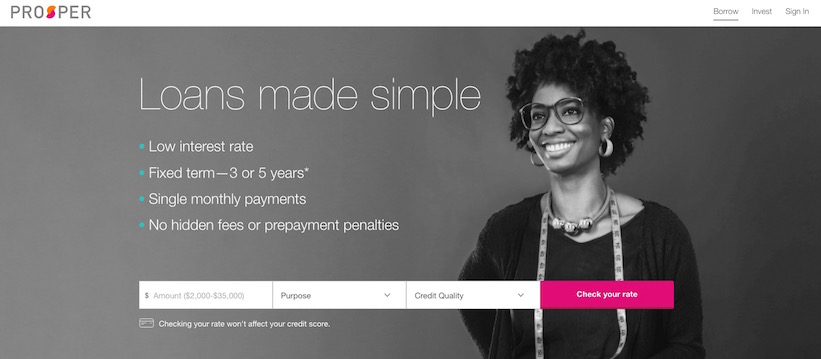 PROSPER
Borrow Invest Sign In
Loans made simple
• Low interest rate
• Fixed term—3 or 5 years*
• Single monthly payments
• No hidden fees or prepayment penalties
$ Amount ($2,000-$35,000) Purpose Credit Quality Check your rate
Checking your rate won't affect your credit score.